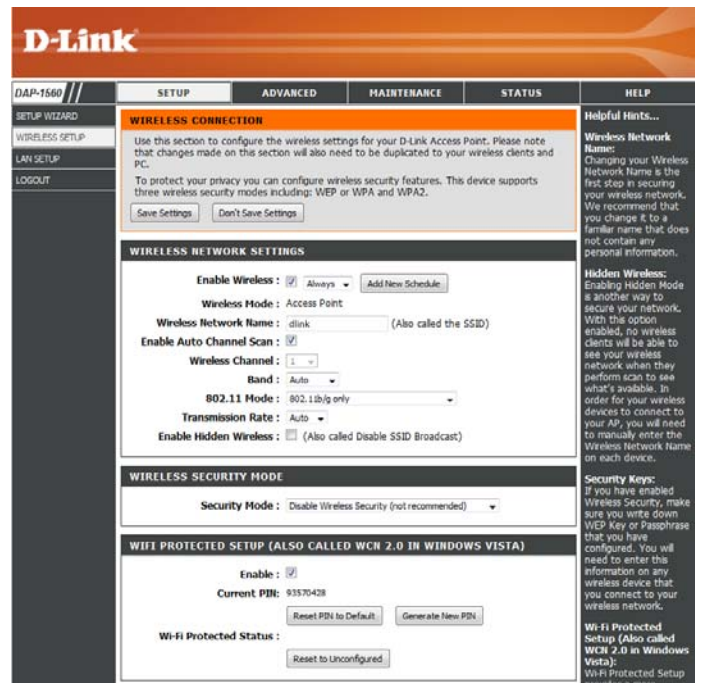 D-Link
DAP-1560
SETUP
ADVANCED
MAINTENANCE
STATUS
HELP
SETUP WIZARD
WIRELESS SETUP
LAN SETUP
LOGOUT
WIRELESS CONNECTION
Use this section to configure the wireless settings for your D-Link Access Point. Please note
that changes made on this section will also need to be duplicated to your wireless clients and
PC.
To protect your privacy you can configure wireless security features. This device supports
three wireless security modes including: WEP or WPA and WPA2.
Save Settings Don't Save Settings
WIRELESS NETWORK SETTINGS
Enable Wireless : Always Add New Schedule
Wireless Mode : Access Point
Wireless Network Name : dlink (Also called the SSID)
Enable Auto Channel Scan :
Wireless Channel : 1
Band : Auto
802.11 Mode : 802.11b/g only
Transmission Rate : Auto
Enable Hidden Wireless : (Also called Disable SSID Broadcast)
WIRELESS SECURITY MODE
Security Mode : Disable Wireless Security (not recommended)
WIFI PROTECTED SETUP (ALSO CALLED WCN 2.0 IN WINDOWS VISTA)
Enable :
Current PIN: 93570428
Reset PIN to Default Generate New PIN
Wi-Fi Protected Status :
Reset to Unconfigured
Helpful Hints...
Wireless Network
Name:
Changing your Wireless
Network Name is the
first step in securing
your wireless network.
We recommend that
you change it to a
familiar name that does
not contain any
personal information.
Hidden Wireless:
Enabling Hidden Mode
is another way to
secure your network.
With this option
enabled, no wireless
clients will be able to
see your wireless
network when they
perform scan to see
what's available. In
order for your wireless
devices to connect to
your AP, you will need
to manually enter the
Wireless Network Name
on each device.
Security Keys:
If you have enabled
Wireless Security, make
sure you write down
WEP Key or Passphrase
that you have
configured. You will
need to enter this
information on any
wireless device that
you connect to your
wireless network.
Wi-Fi Protected
Setup (Also called
WCN 2.0 in Windows
Vista):
Wi-Fi Protected Setup